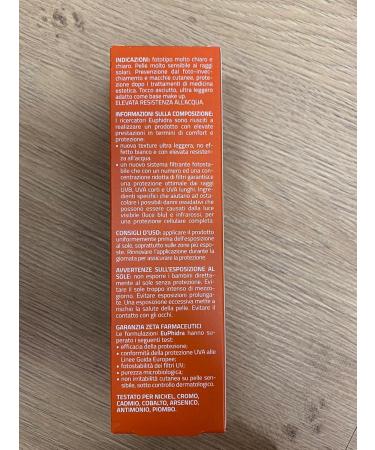 INDICAZIONI: fototipo molto chiaro e
chiaro. Pelle molto sensibile ai raggi
solari. Prevenzione dal foto-invec-
chiamento e macchie cutanee, prote-
zione dopo i trattamenti di medicina
estetica. Tocco asciutto, ultra leggero
adatto come base make up.
ELEVATA RESISTENZA ALL'ACQUA.
INFORMAZIONI SULLA COMPOSIZIONE:
I ricercatori Euphidra sono riusciti a
realizzare un prodotto con elevate
prestazioni in termini di comfort e
protezione:
• nuova texture ultra leggera, no ef-
fetto bianco e con elevata resisten-
za all'acqua.
• un nuovo sistema filtrante fotosta-
bile che con un numero ed una con-
centrazione ridotta di filtri garantisce
una protezione ottimale dai raggi
UVB, UVA corti e UVA lunghi. Ingre-
dienti specifici che aiutano ad osta-
colare i possibili danni ossidativi che
possono essere causati dalla luce
visibile (luce blu) e infrarossi, per
una protezione cellulare completa.
CONSIGLI D'USO: applicare il prodotto
uniformemente prima dell'esposizione
al sole, soprattutto sulle zone più espo-
ste. Rinnovare l'applicazione durante la
giornata per assicurare la protezione.
AVVERTENZE SULL'ESPOSIZIONE AL
SOLE: non esporre i bambini diretta-
mente al sole senza protezione. Evi-
tare il sole troppo intenso di mezzo-
giorno. Evitare esposizioni prolunga-
te. Una esposizione eccessiva mette a
rischio la salute della pelle. Evitare il
contatto con gli occhi.
GARANZIA ZETA FARMACEUTICI
Le formulazioni EuPhidra hanno su-
perato i seguenti test:
• efficacia della protezione;
• conformità della protezione UVA alle
Linee Guida Europee;
• fotostabilità dei filtri UV;
• purezza microbiologica;
• non irritabilità cutanea su pelle sen-
sibile, sotto controllo dermatologico.
TESTATO PER NICKEL, CROMO,
CADMIO, COBALTO, ARSENICO,
ANTIMONIO, PIOMBO.